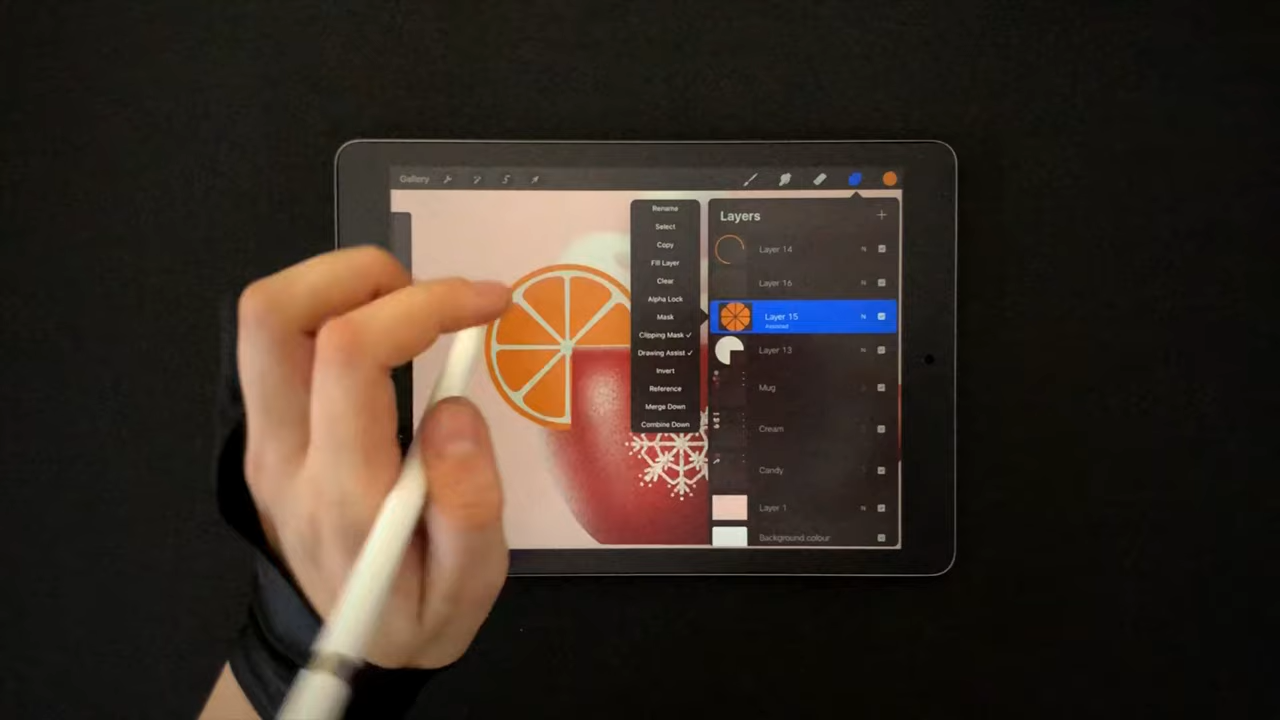 Gallery
Rename
Select
Copy
Fill Layer
Clear
Alpha Lock
Mask
Clipping Mask ✓
Drawing Assist ✓
Invert
Reference
Merge Down
Combine Down
Layers +
Layer 14 N
Layer 16 N
Layer 15 N
Assisted
Layer 13 N
Mug
Cream
Candy
Layer 1 N
Background colour